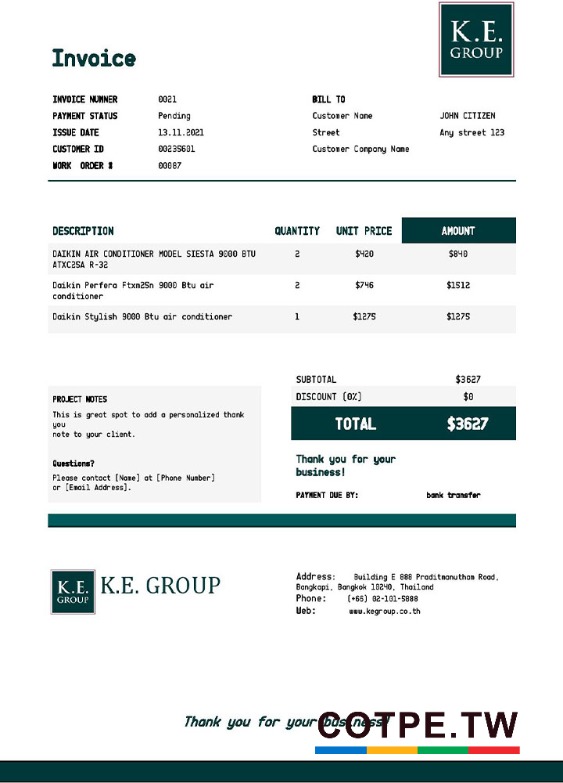 K.E.
GROUP
Invoice
INVOICE NUMNER 0021
PAYMENT STATUS Pending
ISSUE DATE 13.11.2021
CUSTOMER ID 00235601
WORK ORDER # 00087
BILL TO
Customer Name JOHN CITIZEN
Street Any street 123
Customer Company Name
DESCRIPTION QUANTITY UNIT PRICE AMOUNT
DAIKIN AIR CONDITIONER MODEL SIESTA 9000 BTU 2 $420 $840
ATXC25A R-32
Daikin Perfera Ftxm25n 9000 Btu air 2 $746 $1512
conditioner
Daikin Stylish 9000 Btu air conditioner 1 $1275 $1275
SUBTOTAL $3627
DISCOUNT (0%) $0
TOTAL $3627
PROJECT NOTES
This is great spot to add a personalized thank
you
note to your client.
Questions?
Please contact [Name] at [Phone Number]
or [Email Address].
Thank you for your
business!
PAYMENT DUE BY: bank transfer
K.E.
GROUP
K.E. GROUP
Address: Building E 888 Praditmanutham Road,
Bangkapi, Bangkok 10240, Thailand
Phone: (+66) 02-101-5888
Web: www.kegroup.co.th
Thank you for your business!
COTPE.TW